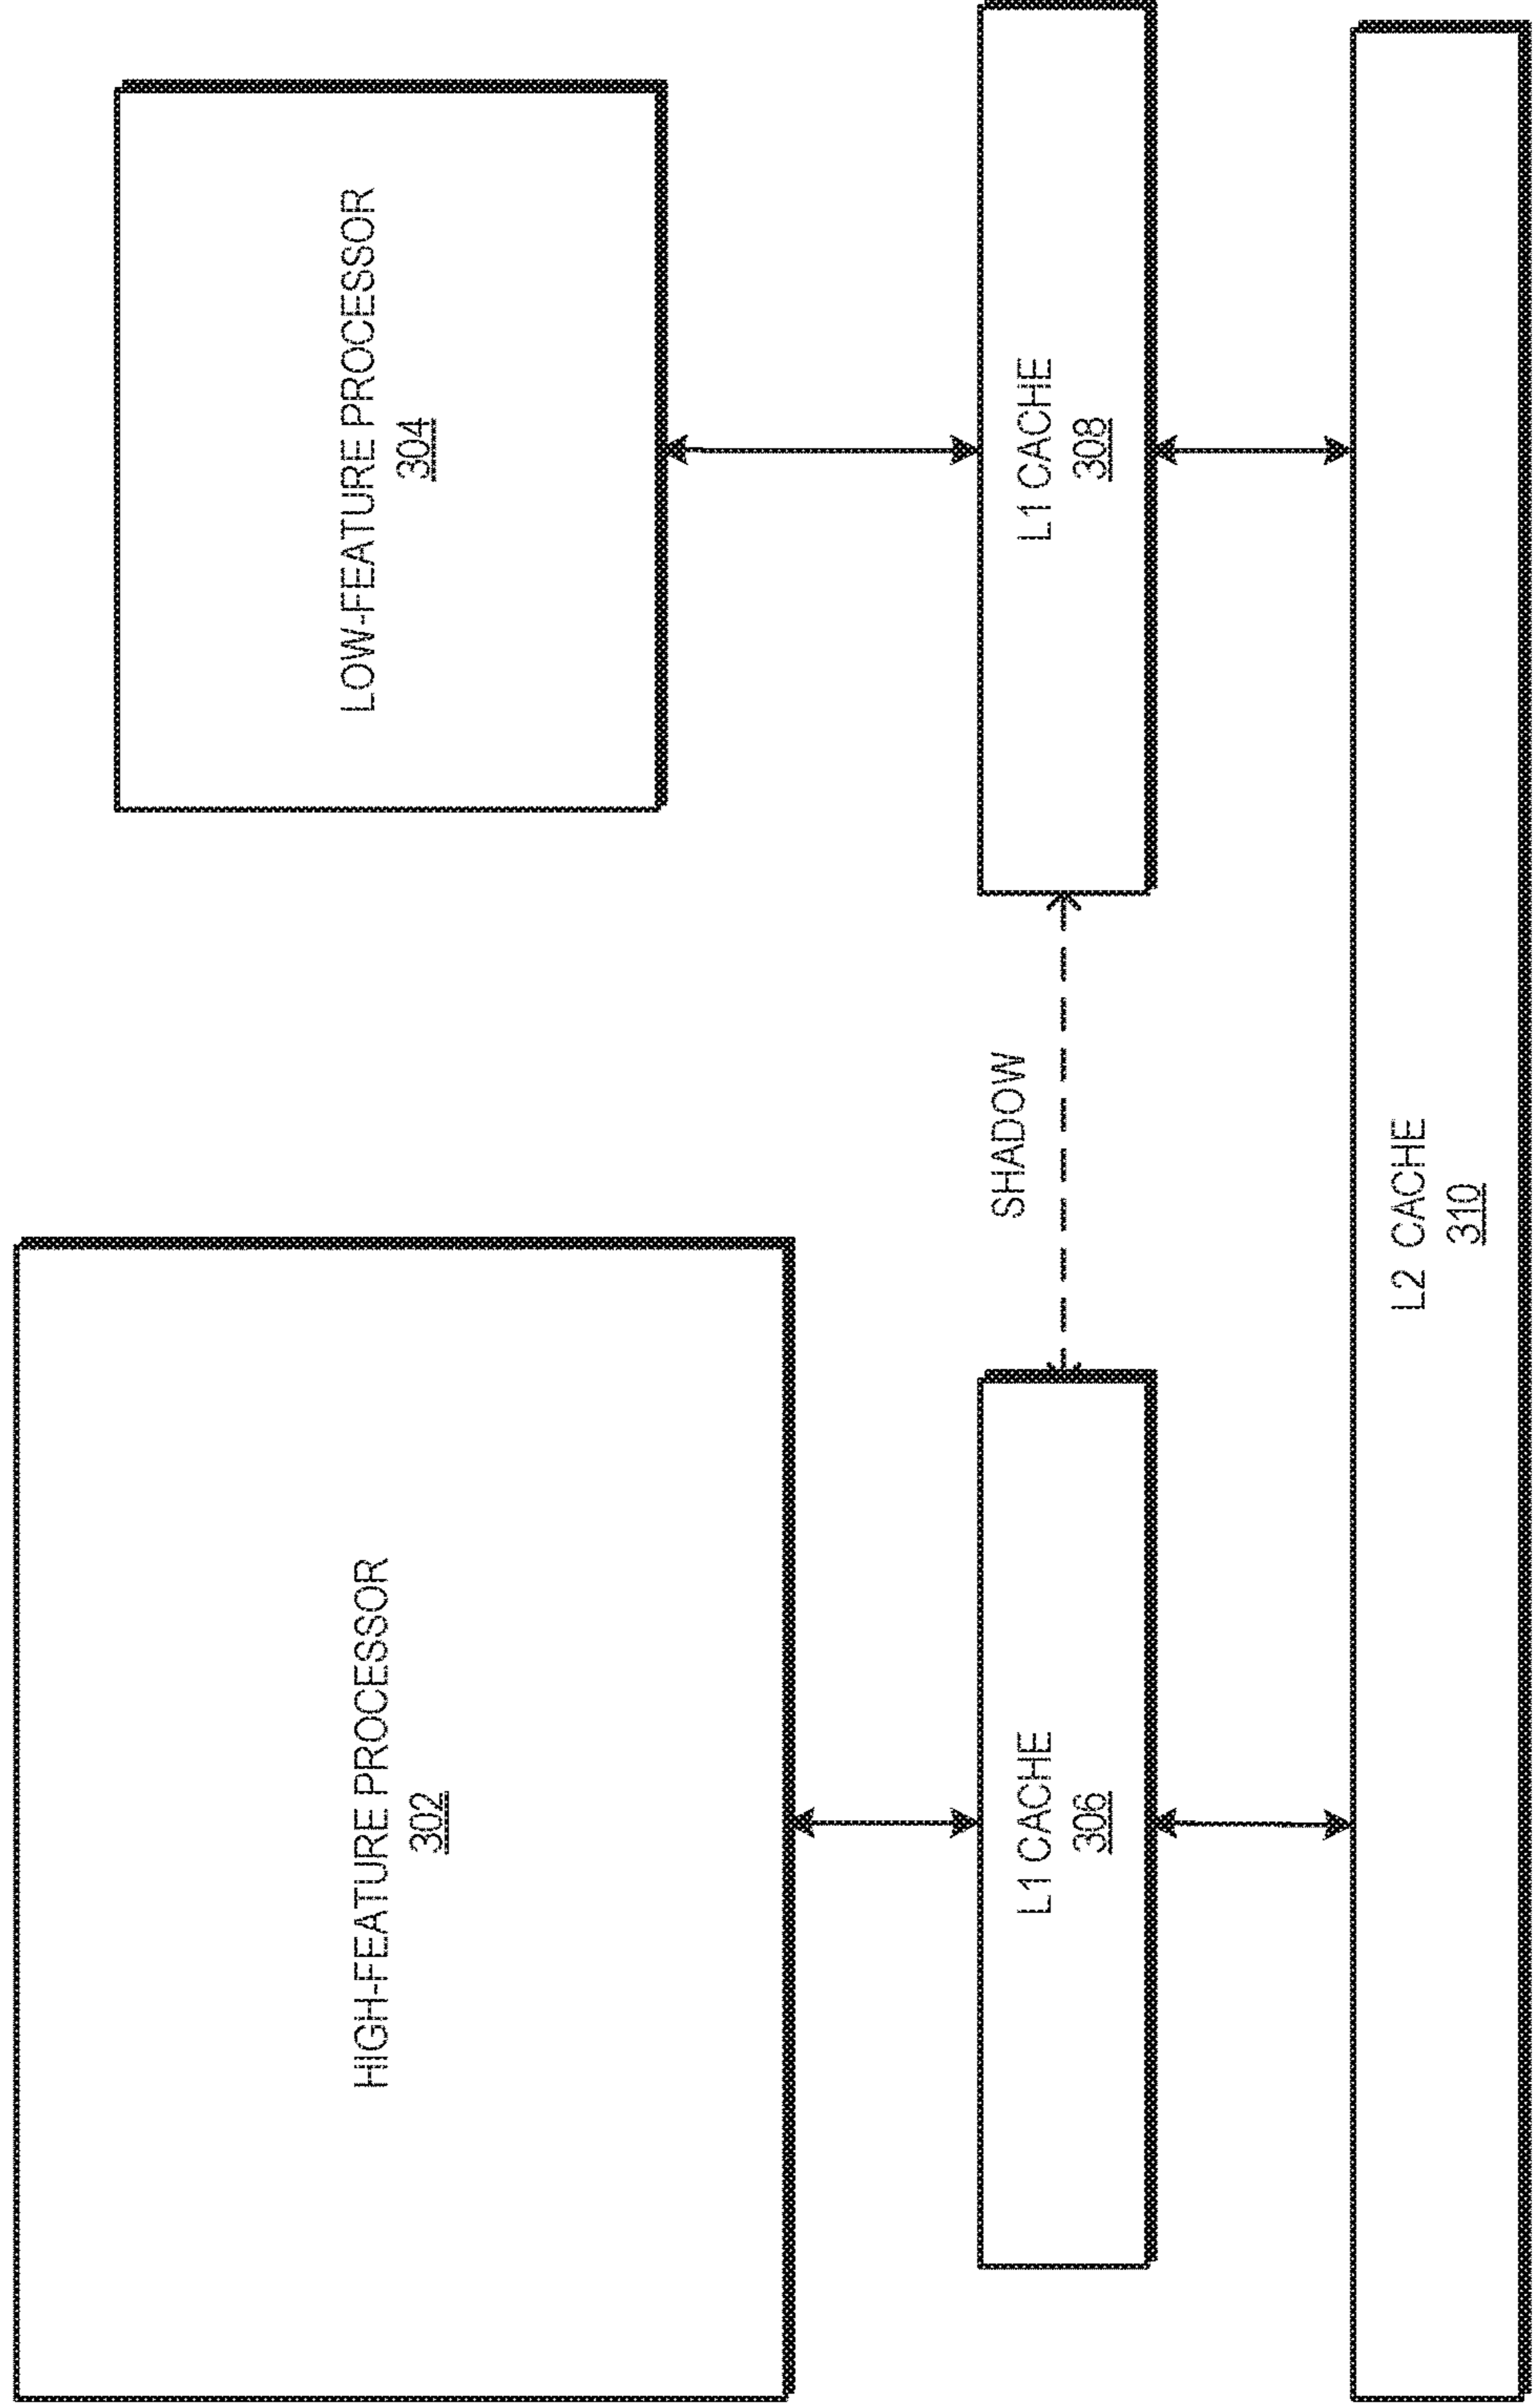 HIGH-FEATURE PROCESSOR
302
LOW-FEATURE PROCESSOR
304
L1 CACHE
306
SHADOW
L1 CACHE
308
L2 CACHE
310